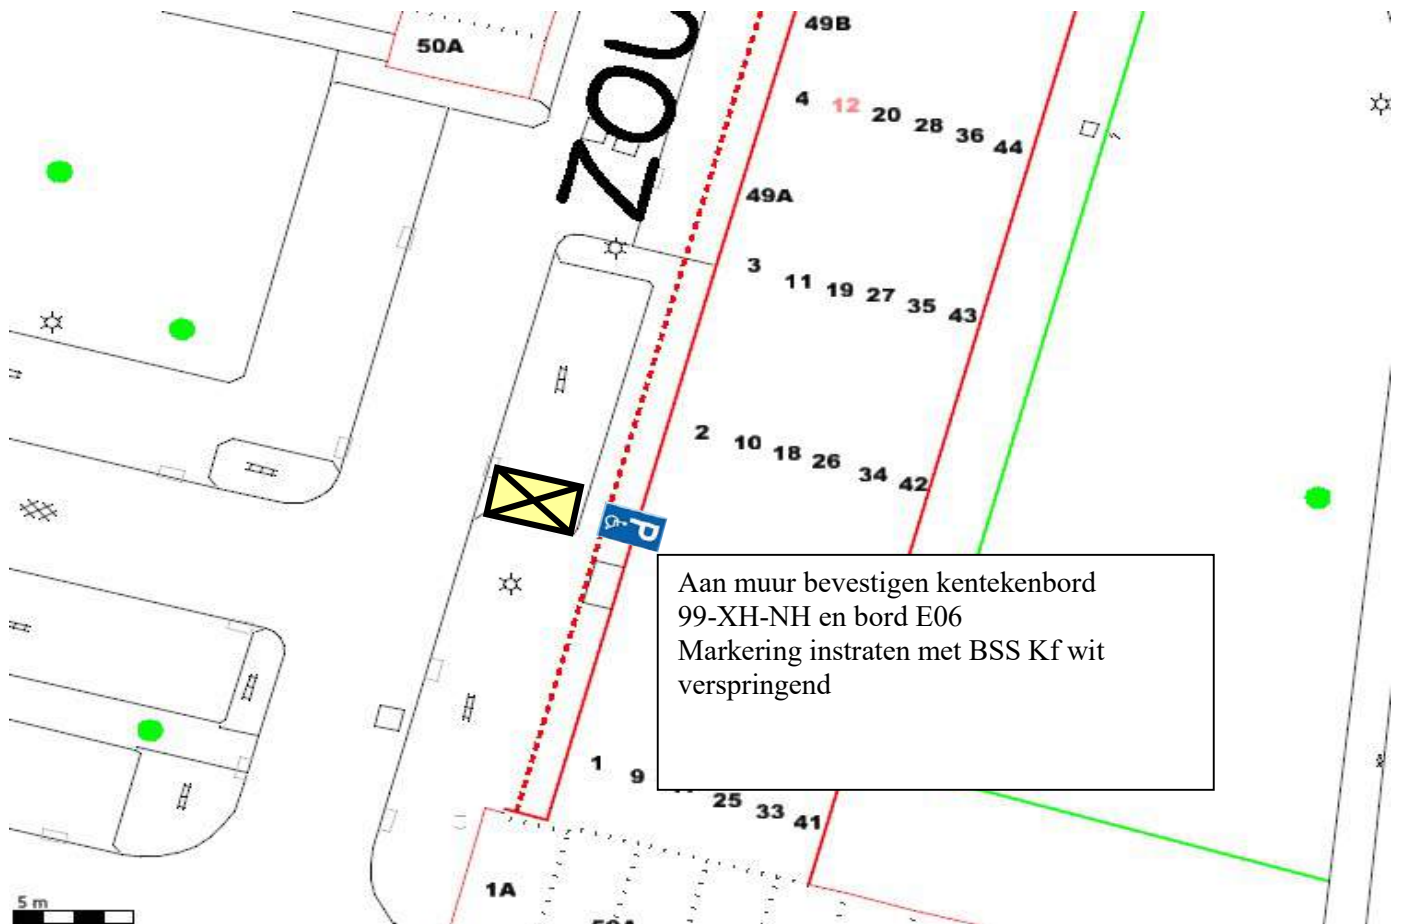 49B
50A
ZOU
4 12 20 28 36 44
49A
3 11 19 27 35 43
2 10 18 26 34 42
P
Aan muur bevestigen kentekenbord
99-XH-NH en bord E06
Markering instraten met BSS Kf wit
verspringend
1 9 25 33 41
1A
5 m